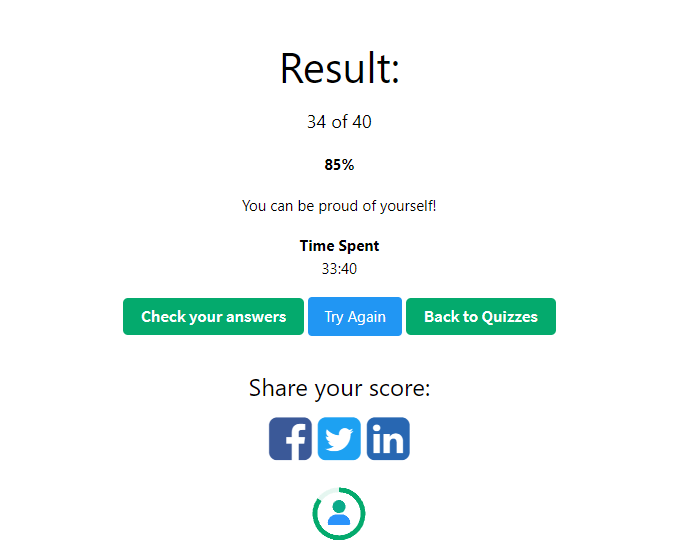 Result:
34 of 40
85%
You can be proud of yourself!
Time Spent
33:40
Check your answers Try Again Back to Quizzes
Share your score:
f in